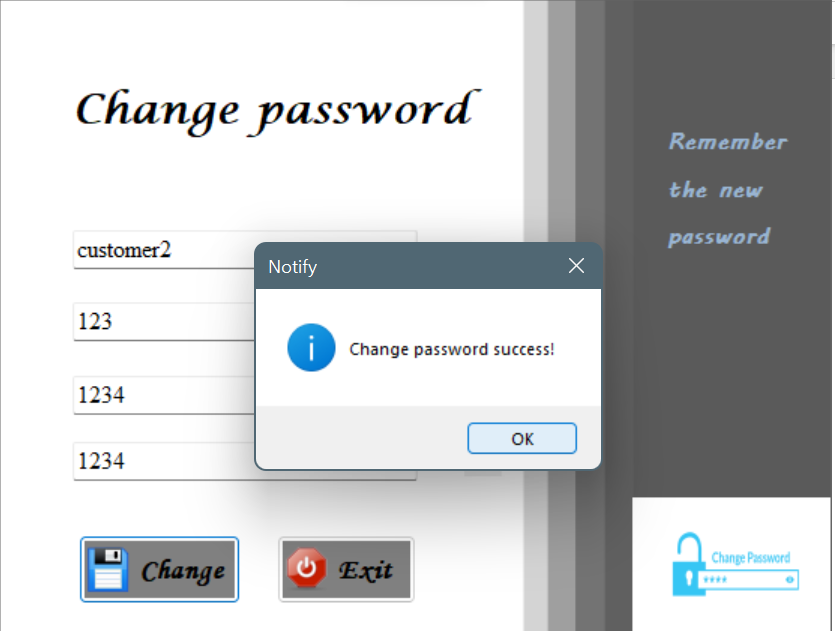 Change password
Remember
the new
password
customer2
Notify
123
Change password success!
1234
OK
1234
Change
Exit
Change Password
****